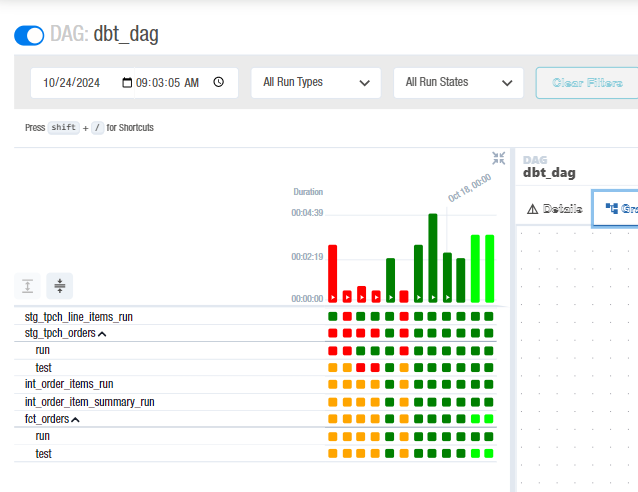 DAG: dbt_dag
10/24/2024 09:03:05 AM All Run Types All Run States Clear Filters
Press shift + / for Shortcuts
DAG
dbt_dag
Oct 18, 00:00
Duration
Details
00:04:39
00:02:19
00:00:00
stg_tpch_line_items_run
stg_tpch_orders
run
test
int_order_items_run
int_order_item_summary_run
fct_orders
run
test